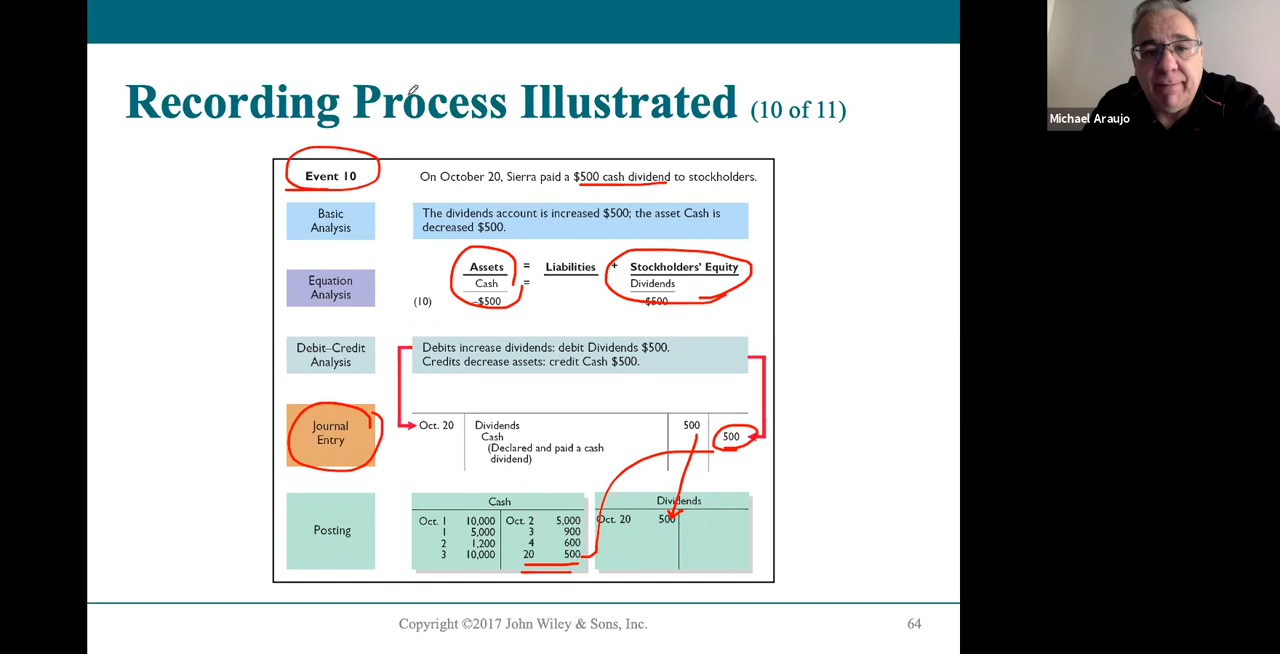 Recording Process Illustrated (10 of 11)
Michael Araujo
Event 10
On October 20, Sierra paid a $500 cash dividend to stockholders.
Basic
Analysis
The dividends account is increased $500; the asset Cash is
decreased $500.
Equation
Analysis
Assets = Liabilities + Stockholders' Equity
Cash = Dividends
(10) –$500 –$500
Debit–Credit
Analysis
Debits increase dividends: debit Dividends $500.
Credits decrease assets: credit Cash $500.
Journal
Entry
Oct. 20 Dividends 500
Cash 500
(Declared and paid a cash
dividend)
Posting
Cash
Oct. 1 10,000 Oct. 2 5,000
1 5,000 3 900
2 1,200 4 600
3 10,000 20 500
Dividends
Oct. 20 500
Copyright ©2017 John Wiley & Sons, Inc. 64